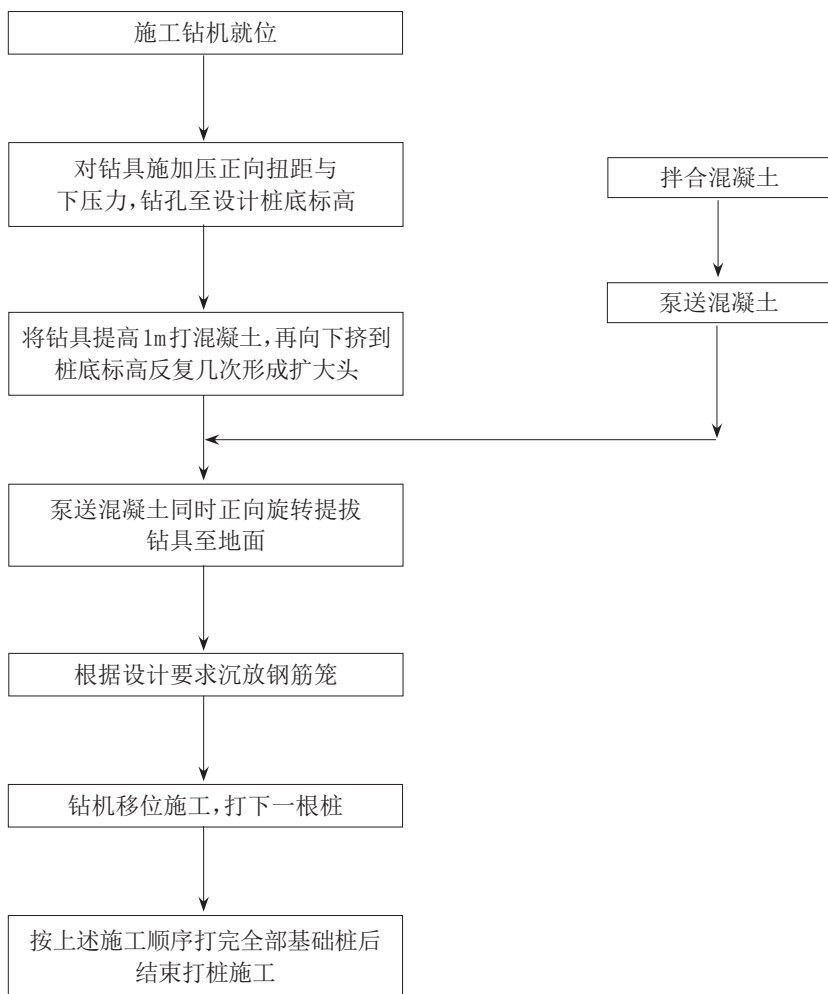 施工钻机就位
对钻具施加压正向扭距与
下压力,钻孔至设计桩底标高
拌合混凝土
泵送混凝土
将钻具提高1m打混凝土,再向下挤到
桩底标高反复几次形成扩大头
泵送混凝土同时正向旋转提拔
钻具至地面
根据设计要求沉放钢筋笼
钻机移位施工,打下一根桩
按上述施工顺序打完全部基础桩后
结束打桩施工